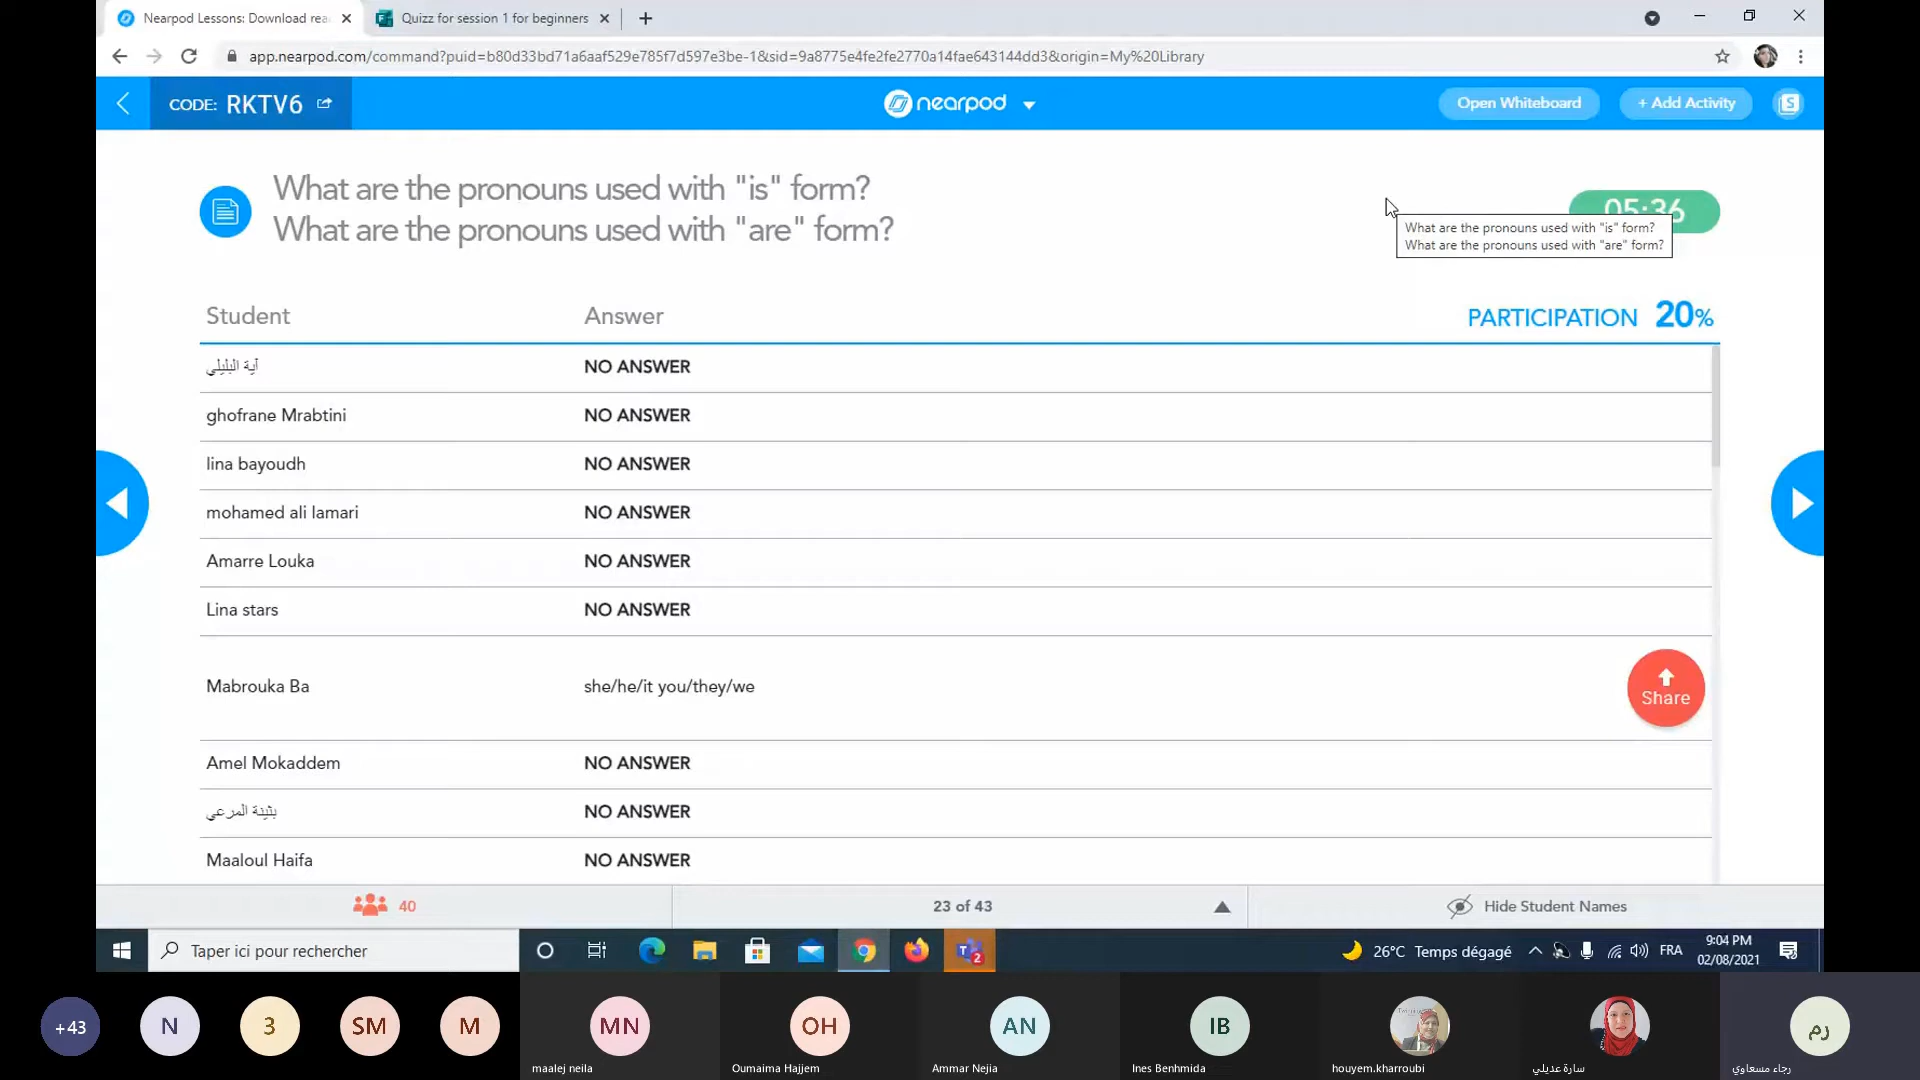 Nearpod Lessons: Download rea
Quizz for session 1 for beginners
app.nearpod.com/command?puid=b80d33bd71a6aaf529e785f7d597e3be-1&sid=9a8775e4fe2fe2770a14fae643144dd3&origin=My%20Library
CODE: RKTV6
nearpod
Open Whiteboard
+ Add Activity
S
What are the pronouns used with "is" form?
What are the pronouns used with "are" form?
05:36
What are the pronouns used with "is" form?
What are the pronouns used with "are" form?
Student
Answer
PARTICIPATION 20%
آية البليلي
NO ANSWER
ghofrane Mrabtini
NO ANSWER
lina bayoudh
NO ANSWER
mohamed ali lamari
NO ANSWER
Amarre Louka
NO ANSWER
Lina stars
NO ANSWER
Mabrouka Ba
she/he/it you/they/we
Share
Amel Mokaddem
NO ANSWER
بثينة المرعي
NO ANSWER
Maaloul Haifa
NO ANSWER
40
23 of 43
Hide Student Names
Taper ici pour rechercher
2
26°C Temps dégagé
FRA
9:04 PM
02/08/2021
+43
N
3
SM
M
MN
OH
AN
IB
رم
maalej neila
Oumaima Hajjem
Ammar Nejia
Ines Benhmida
houyem.kharroubi
سارة عديلي
رجاء مسعاوي